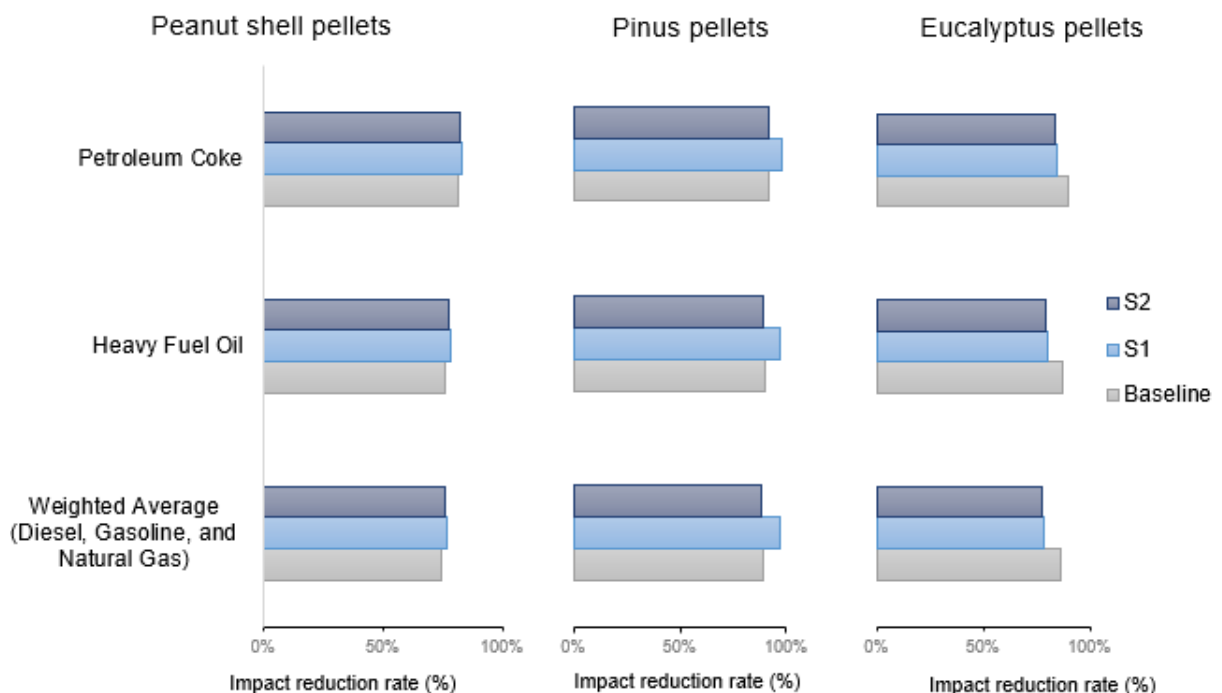 Peanut shell pellets
Pinus pellets
Eucalyptus pellets
Petroleum Coke
Heavy Fuel Oil
Weighted Average
(Diesel, Gasoline, and
Natural Gas)
S2
S1
Baseline
0%
50%
100%
0%
50%
100%
0%
50%
100%
Impact reduction rate (%)
Impact reduction rate (%)
Impact reduction rate (%)